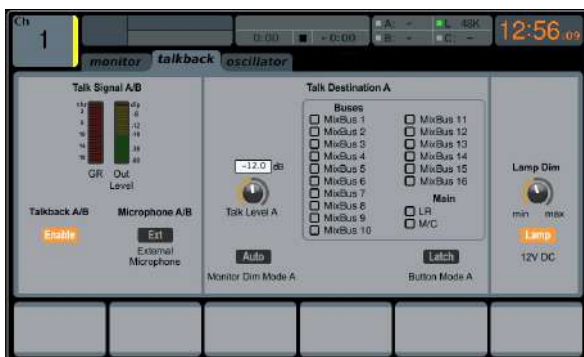 Ch
1
0:00 - 0:00
A: - L 48K
B: - C: -
12:56.09
monitor talkback oscillator
Talk Signal A/B
GR Out
Level
Talkback A/B
Enable
Microphone A/B
Ext
External
Microphone
Talk Destination A
-12.0 dB
Talk Level A
Auto
Monitor Dim Mode A
Buses
MixBus 1
MixBus 2
MixBus 3
MixBus 4
MixBus 5
MixBus 6
MixBus 7
MixBus 8
MixBus 9
MixBus 10
MixBus 11
MixBus 12
MixBus 13
MixBus 14
MixBus 15
MixBus 16
Main
LR
M/C
Latch
Button Mode A
Lamp Dim
min max
Lamp
12V DC